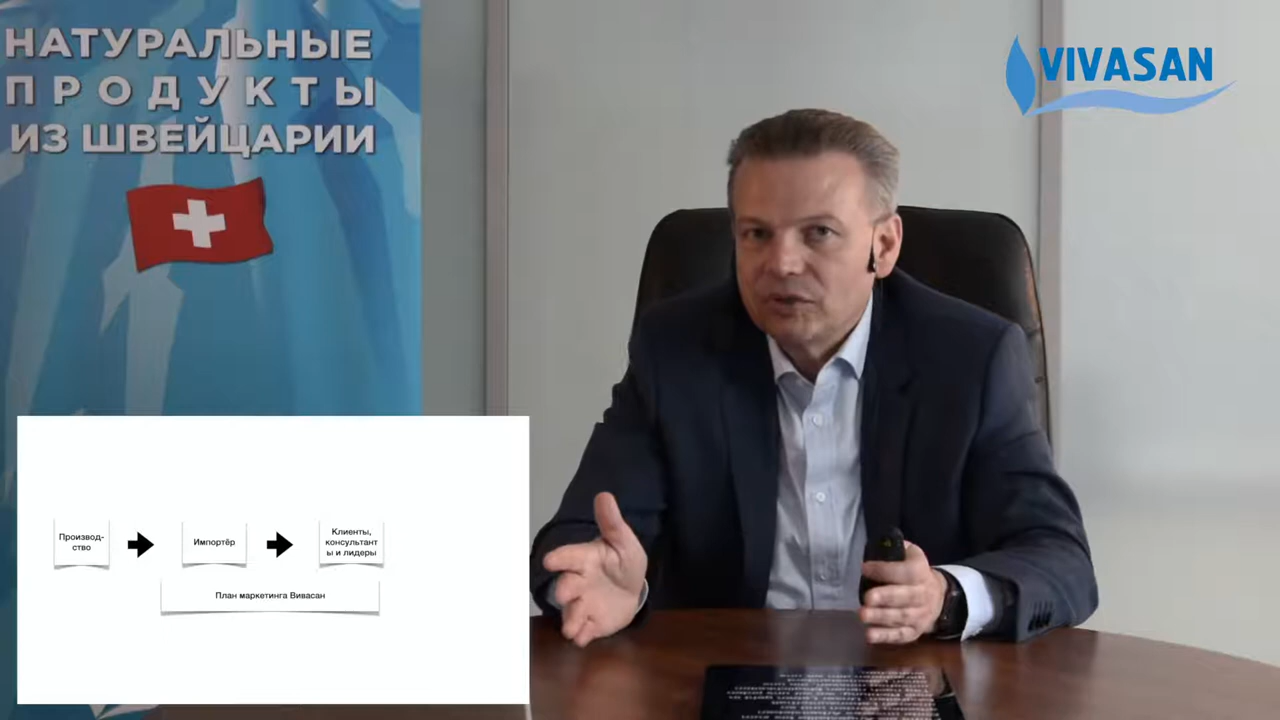 НАТУРАЛЬНЫЕ
ПРОДУКТЫ
ИЗ ШВЕЙЦАРИИ
VIVASAN
Производ-
ство
Импортёр
Клиенты,
консультант
ы и лидеры
План маркетинга Вивасан